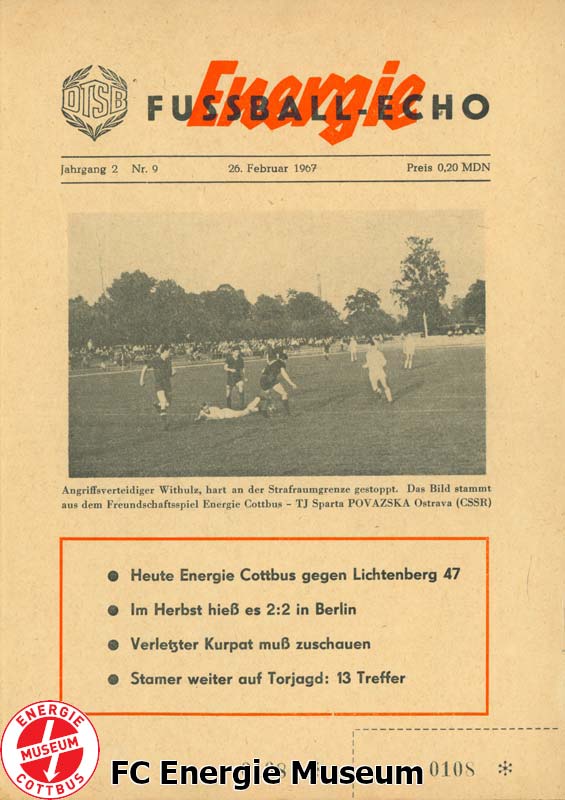 DTSB
Energie
FUSSBALL-ECHO
Jahrgang 2 Nr. 9 26. Februar 1967 Preis 0,20 MDN
Angriffsverteidiger Withulz, hart an der Strafraumgrenze gestoppt. Das Bild stammt
aus dem Freundschaftsspiel Energie Cottbus – TJ Sparta POVAZSKA Ostrava (CSSR)
● Heute Energie Cottbus gegen Lichtenberg 47
● Im Herbst hieß es 2:2 in Berlin
● Verletzter Kurpat muß zuschauen
● Stamer weiter auf Torjagd: 13 Treffer
ENERGIE
MUSEUM
COTTBUS
FC Energie Museum
0108 *